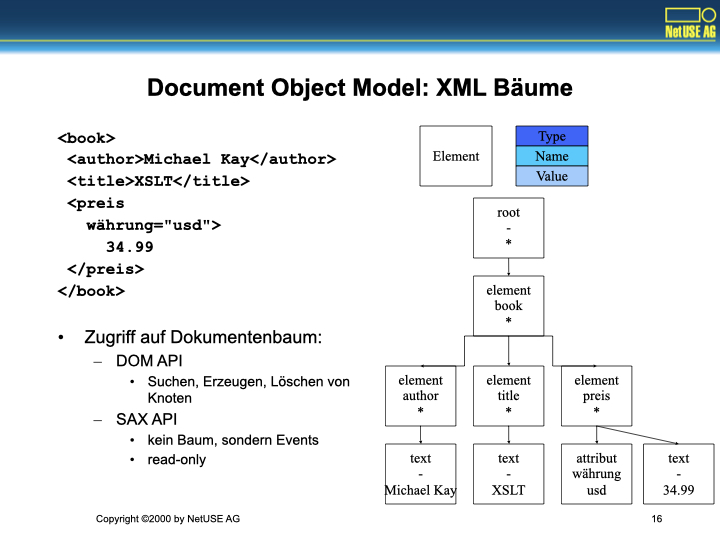 NetUSE AG
Document Object Model: XML Bäume
<book>
<author>Michael Kay</author>
<title>XSLT</title>
<preis
währung="usd">
34.99
</preis>
</book>
• Zugriff auf Dokumentenbaum:
– DOM API
• Suchen, Erzeugen, Löschen von
Knoten
– SAX API
• kein Baum, sondern Events
• read-only
Element
Type
Name
Value
root
-
*
element
book
*
element
author
*
element
title
*
element
preis
*
text
-
Michael Kay
text
-
XSLT
attribut
währung
usd
text
-
34.99
Copyright ©2000 by NetUSE AG
16